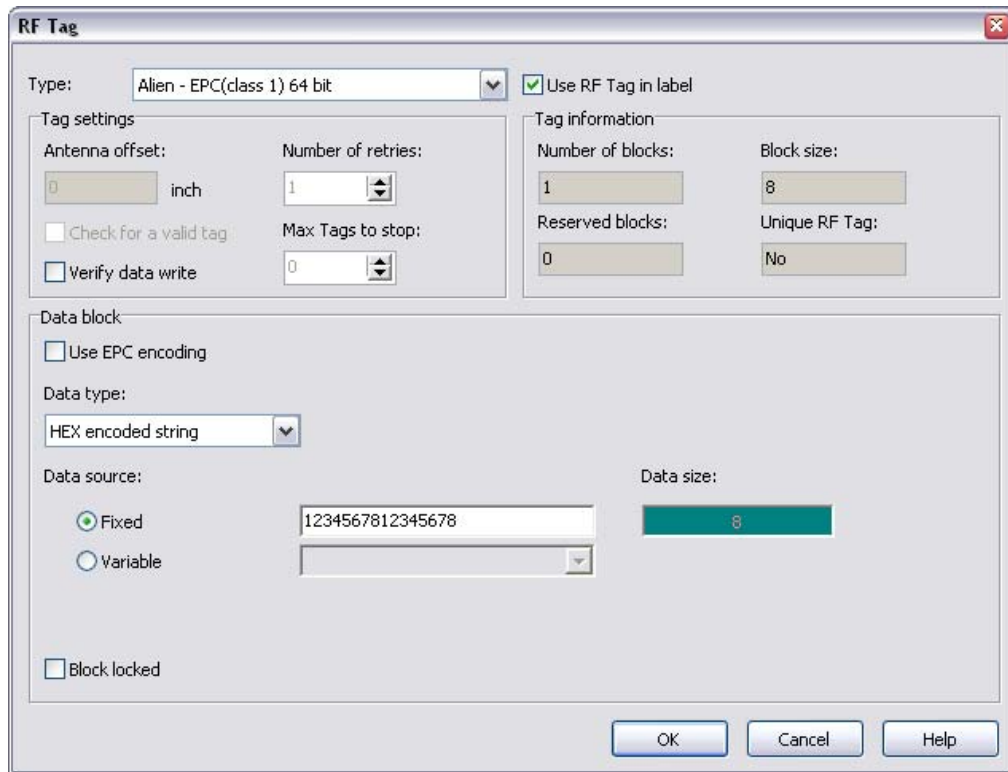 RF Tag
Type: Alien - EPC(class 1) 64 bit Use RF Tag in label
Tag settings
Antenna offset: Number of retries:
0 inch 1
Check for a valid tag Max Tags to stop:
Verify data write 0
Tag information
Number of blocks: Block size:
1 8
Reserved blocks: Unique RF Tag:
0 No
Data block
Use EPC encoding
Data type:
HEX encoded string
Data source: Data size:
Fixed 1234567812345678 8
Variable
Block locked
OK Cancel Help